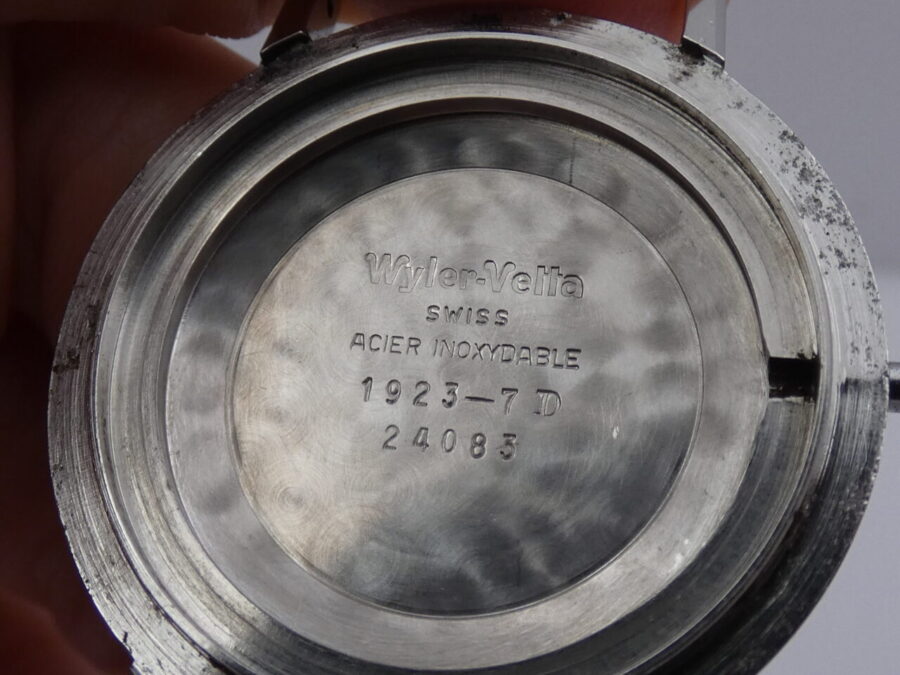 Wyler-Vetta
SWISS
ACIER INOXYDABLE
1923-7 D
24083